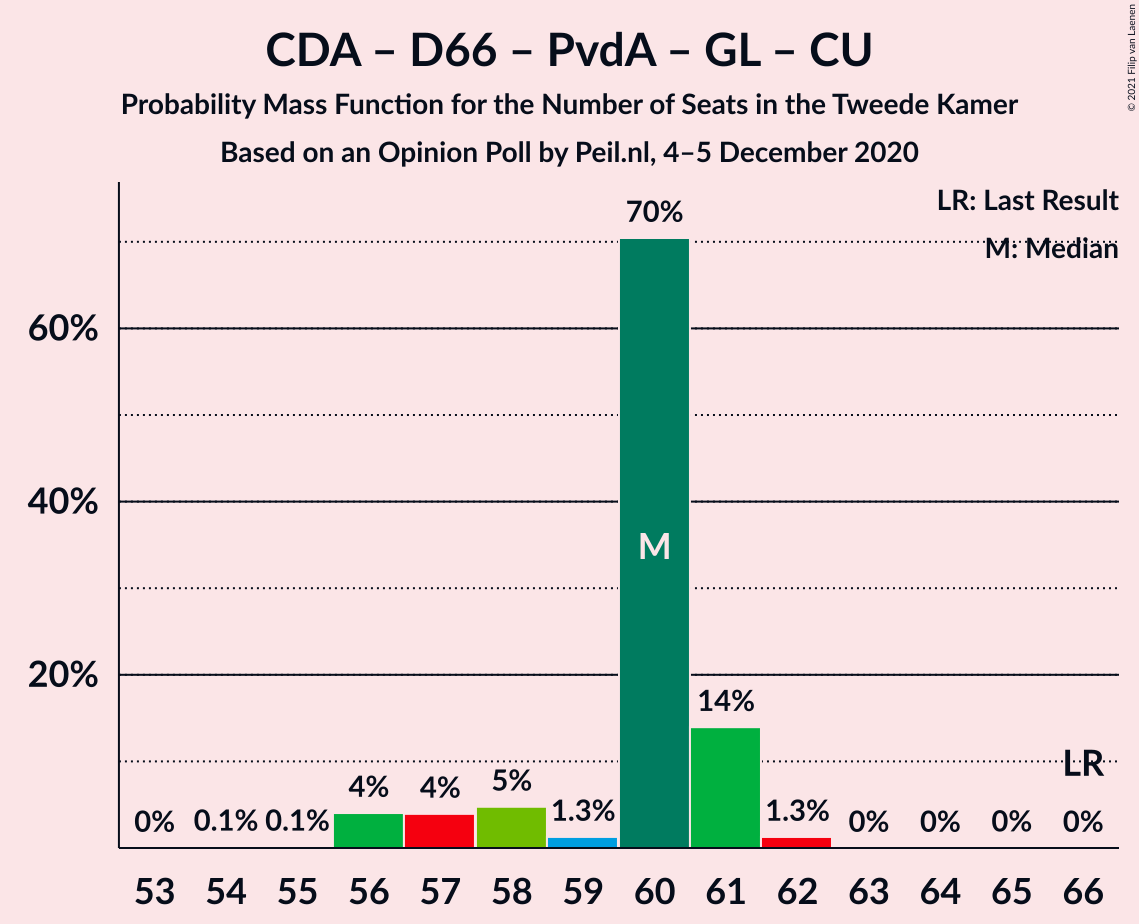 CDA – D66 – PvdA – GL – CU
Probability Mass Function for the Number of Seats in the Tweede Kamer
Based on an Opinion Poll by Peil.nl, 4–5 December 2020
© 2021 Filip van Laenen
LR: Last Result
M: Median
60%
40%
20%
0% 0.1% 0.1% 4% 4% 5% 1.3% 70% 14% 1.3% 0% 0% 0% 0%
M
LR
53 54 55 56 57 58 59 60 61 62 63 64 65 66